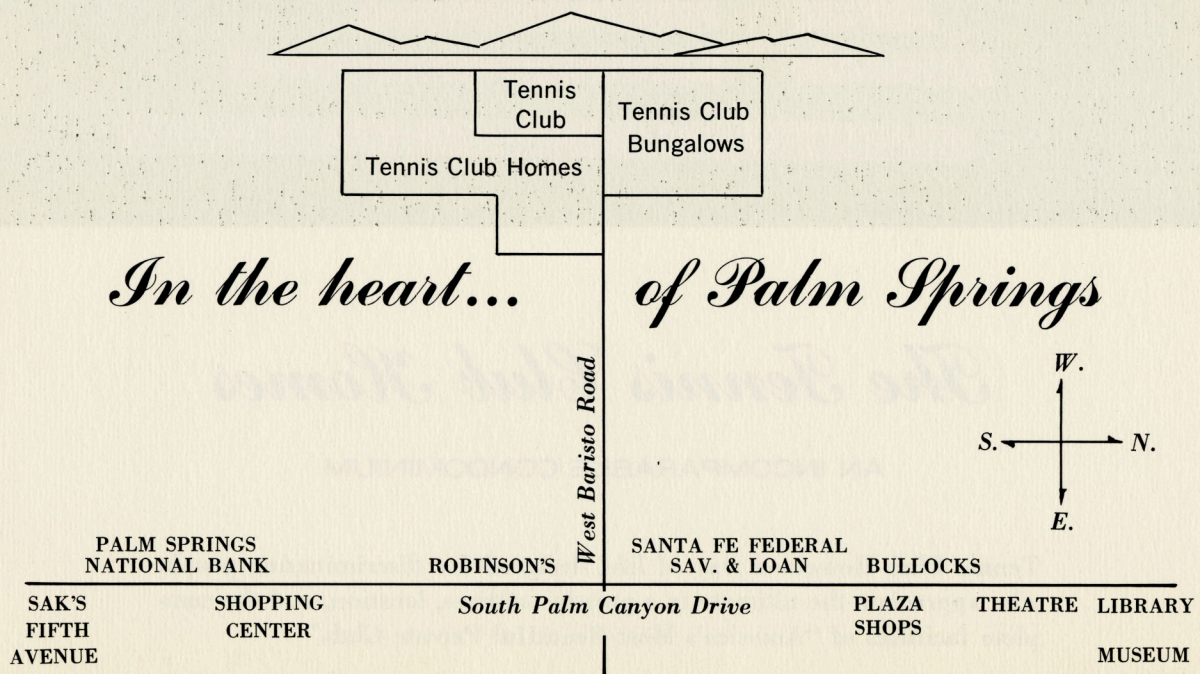 Tennis
Club
Tennis Club
Bungalows
Tennis Club Homes
In the heart... of Palm Springs
West Baristo Road
W.
S. N.
E.
PALM SPRINGS
NATIONAL BANK
ROBINSON'S
SANTA FE FEDERAL
SAV. & LOAN
BULLOCKS
SAK'S
FIFTH
AVENUE
SHOPPING
CENTER
South Palm Canyon Drive
PLAZA
SHOPS
THEATRE
LIBRARY
MUSEUM